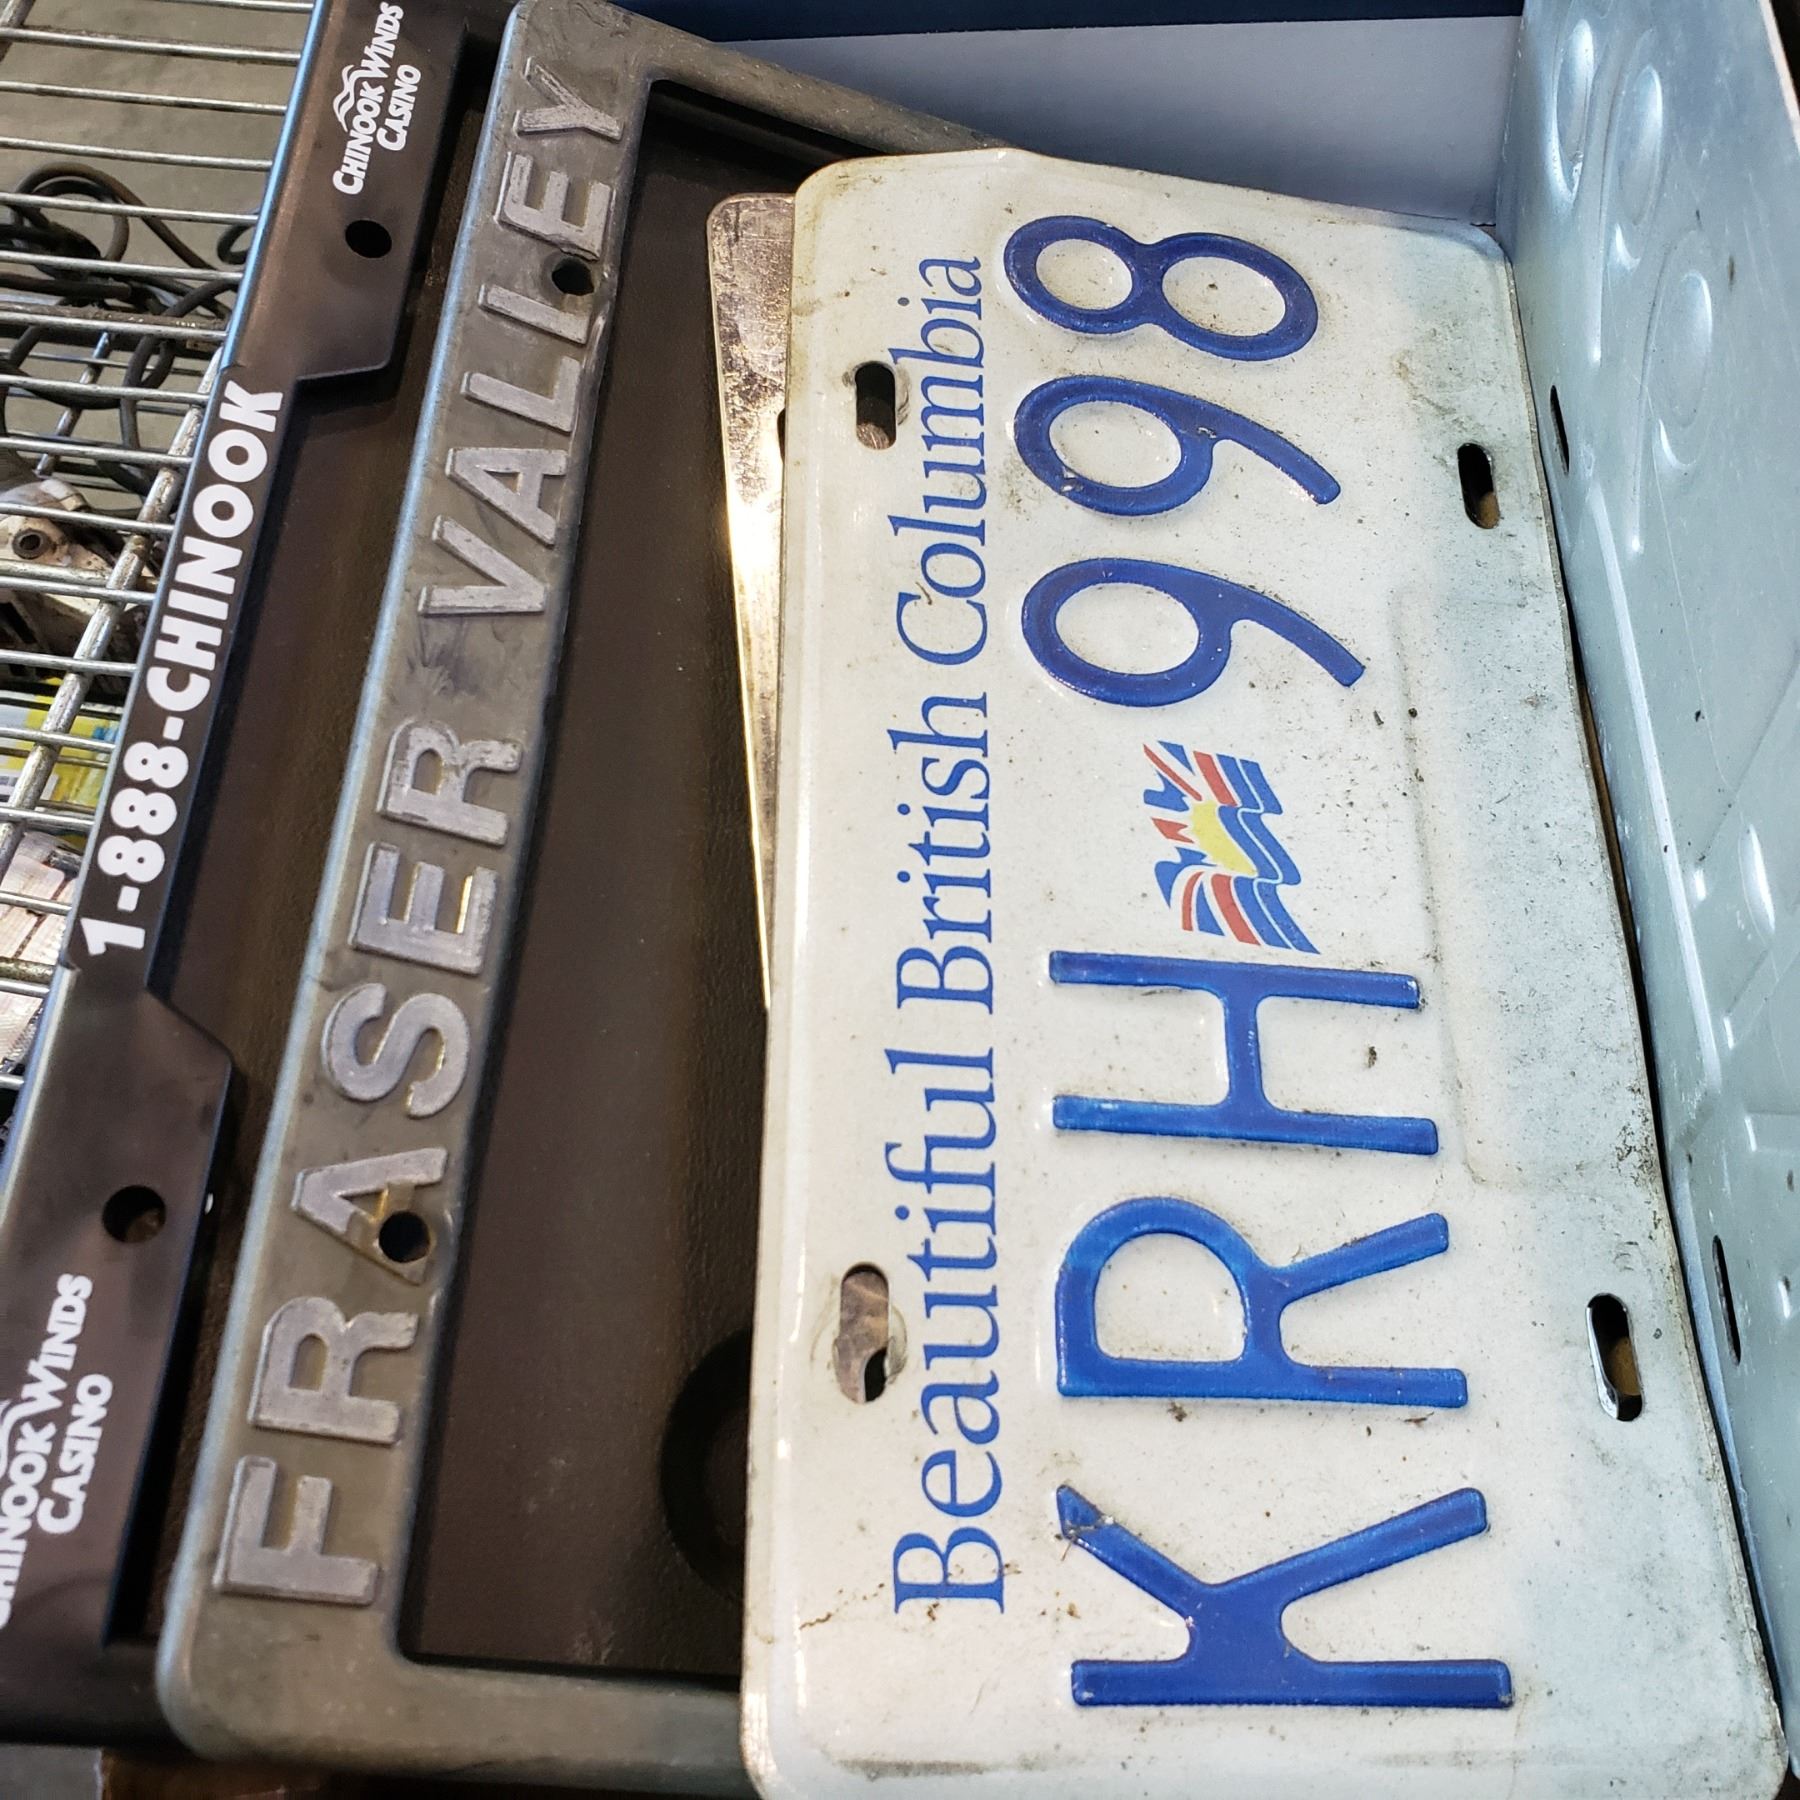 CHINOOK WINDS
CASINO
1-888-CHINOOK
CHINOOK WINDS
CASINO
FRASER VALLEY
Beautiful British Columbia
KRH 998